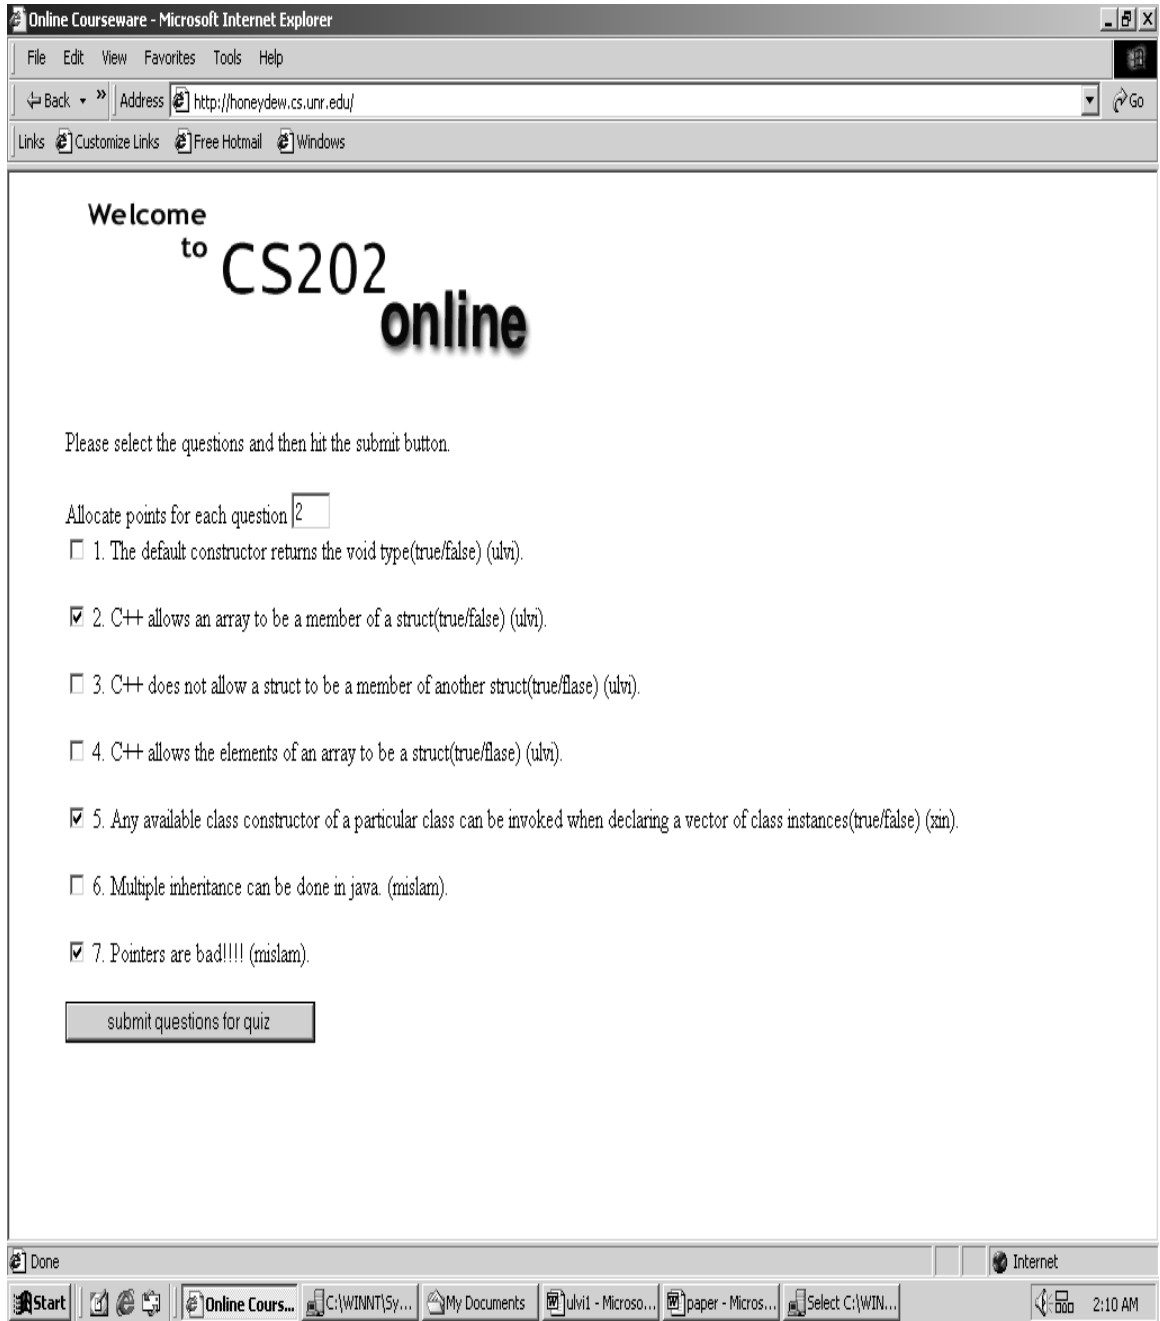 Online Courseware - Microsoft Internet Explorer
File Edit View Favorites Tools Help
Back » Address http://honeydew.cs.unr.edu/ Go
Links Customize Links Free Hotmail Windows
Welcome
to CS202
online
Please select the questions and then hit the submit button.
Allocate points for each question 2
1. The default constructor returns the void type(true/false) (ulvi).
2. C++ allows an array to be a member of a struct(true/false) (ulvi).
3. C++ does not allow a struct to be a member of another struct(true/flase) (ulvi).
4. C++ allows the elements of an array to be a struct(true/flase) (ulvi).
5. Any available class constructor of a particular class can be invoked when declaring a vector of class instances(true/false) (xin).
6. Multiple inheritance can be done in java. (mislam).
7. Pointers are bad!!!! (mislam).
submit questions for quiz
Done Internet
Start Online Cours... C:\WINNT\Sy... My Documents ulvi1 - Microso... paper - Micros... Select C:\WIN... 2:10 AM